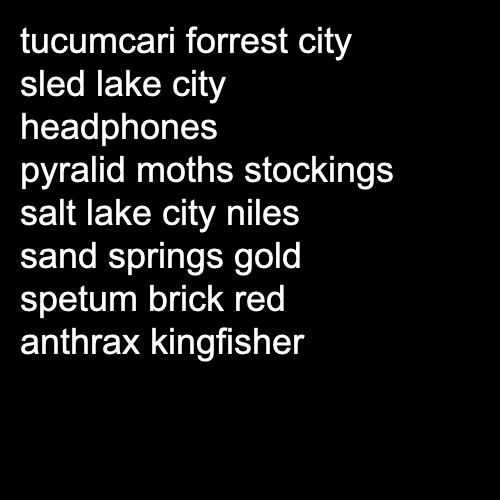 tucumcari forrest city
sled lake city
headphones
pyralid moths stockings
salt lake city niles
sand springs gold
spetum brick red
anthrax kingfisher